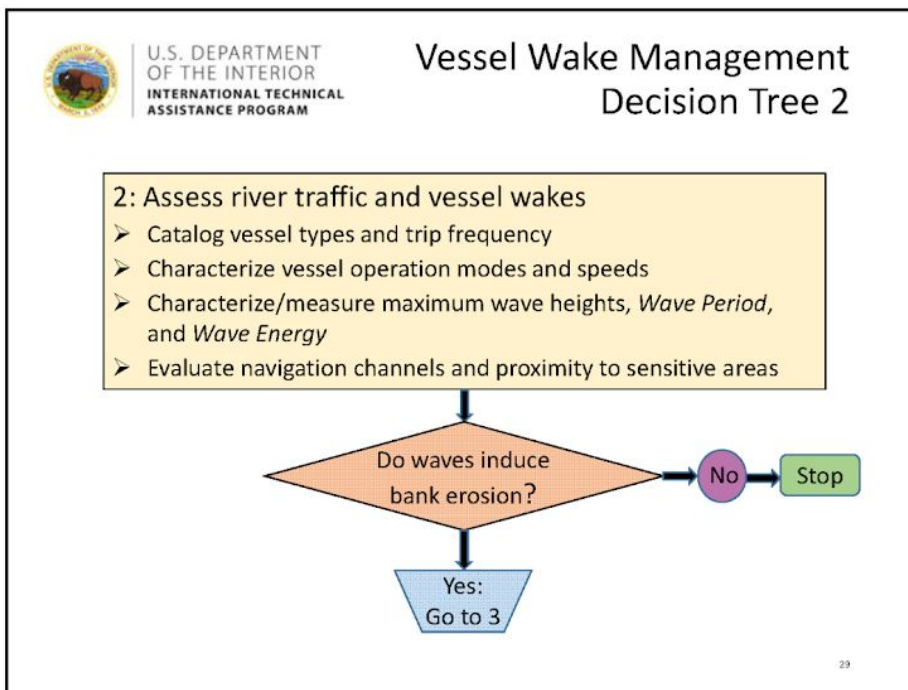 U.S. DEPARTMENT
OF THE INTERIOR
INTERNATIONAL TECHNICAL
ASSISTANCE PROGRAM
Vessel Wake Management
Decision Tree 2
2: Assess river traffic and vessel wakes
➢ Catalog vessel types and trip frequency
➢ Characterize vessel operation modes and speeds
➢ Characterize/measure maximum wave heights, Wave Period,
and Wave Energy
➢ Evaluate navigation channels and proximity to sensitive areas
Do waves induce
bank erosion?
No
Stop
Yes:
Go to 3
29